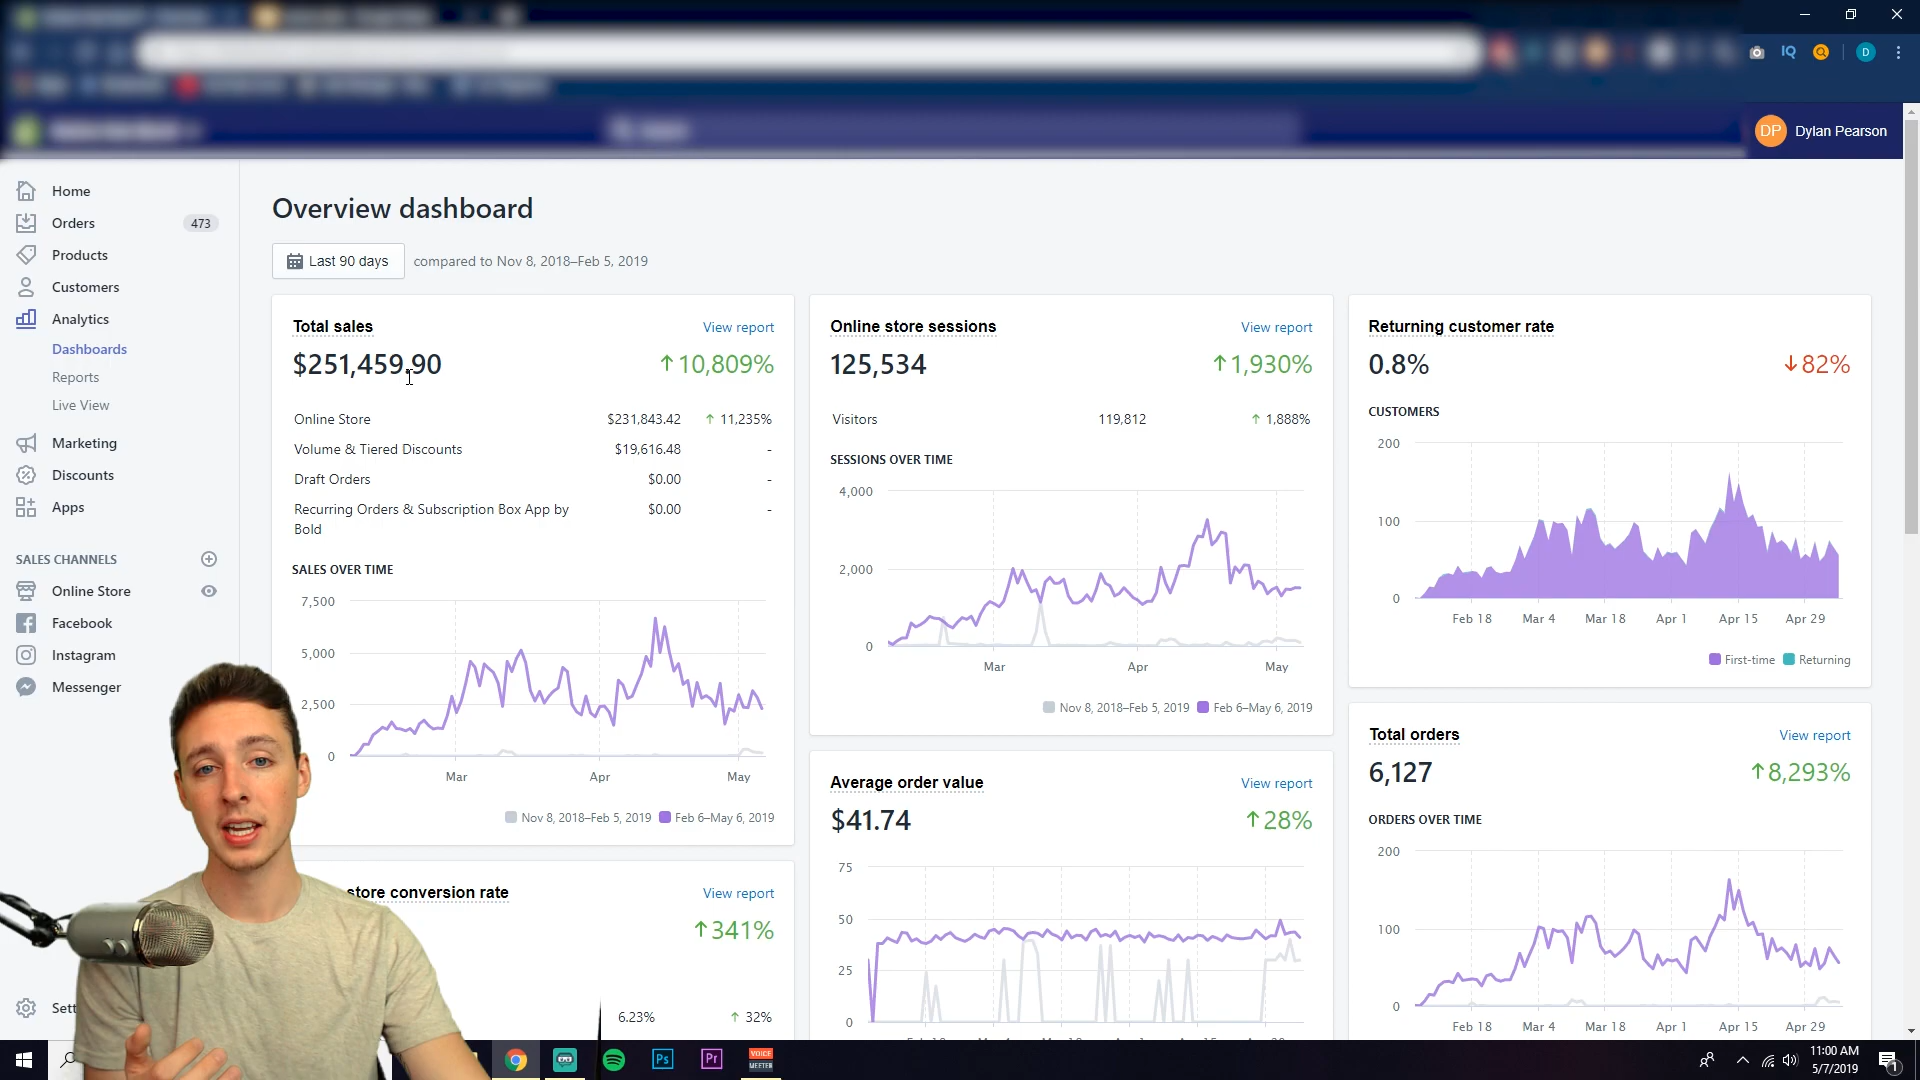 IQ
D
DP
Dylan Pearson
Home
Orders
473
Products
Customers
Analytics
Dashboards
Reports
Live View
Marketing
Discounts
Apps
SALES CHANNELS
Online Store
Facebook
Instagram
Messenger
Sett
Overview dashboard
Last 90 days
compared to Nov 8, 2018–Feb 5, 2019
Total sales
View report
$251,459.90
10,809%
Online Store
$231,843.42
11,235%
Volume & Tiered Discounts
$19,616.48
-
Draft Orders
$0.00
-
Recurring Orders & Subscription Box App by
Bold
$0.00
-
SALES OVER TIME
7,500
5,000
2,500
0
Mar
Apr
May
Nov 8, 2018–Feb 5, 2019
Feb 6–May 6, 2019
store conversion rate
View report
341%
6.23%
32%
Online store sessions
View report
125,534
1,930%
Visitors
119,812
1,888%
SESSIONS OVER TIME
4,000
2,000
0
Mar
Apr
May
Nov 8, 2018–Feb 5, 2019
Feb 6–May 6, 2019
Average order value
View report
$41.74
28%
75
50
25
0
Returning customer rate
0.8%
82%
CUSTOMERS
200
100
0
Feb 18
Mar 4
Mar 18
Apr 1
Apr 15
Apr 29
First-time
Returning
Total orders
View report
6,127
8,293%
ORDERS OVER TIME
200
100
0
Feb 18
Mar 4
Mar 18
Apr 1
Apr 15
Apr 29
Ps
Pr
VOICE
MEETER
11:00 AM
5/7/2019
1